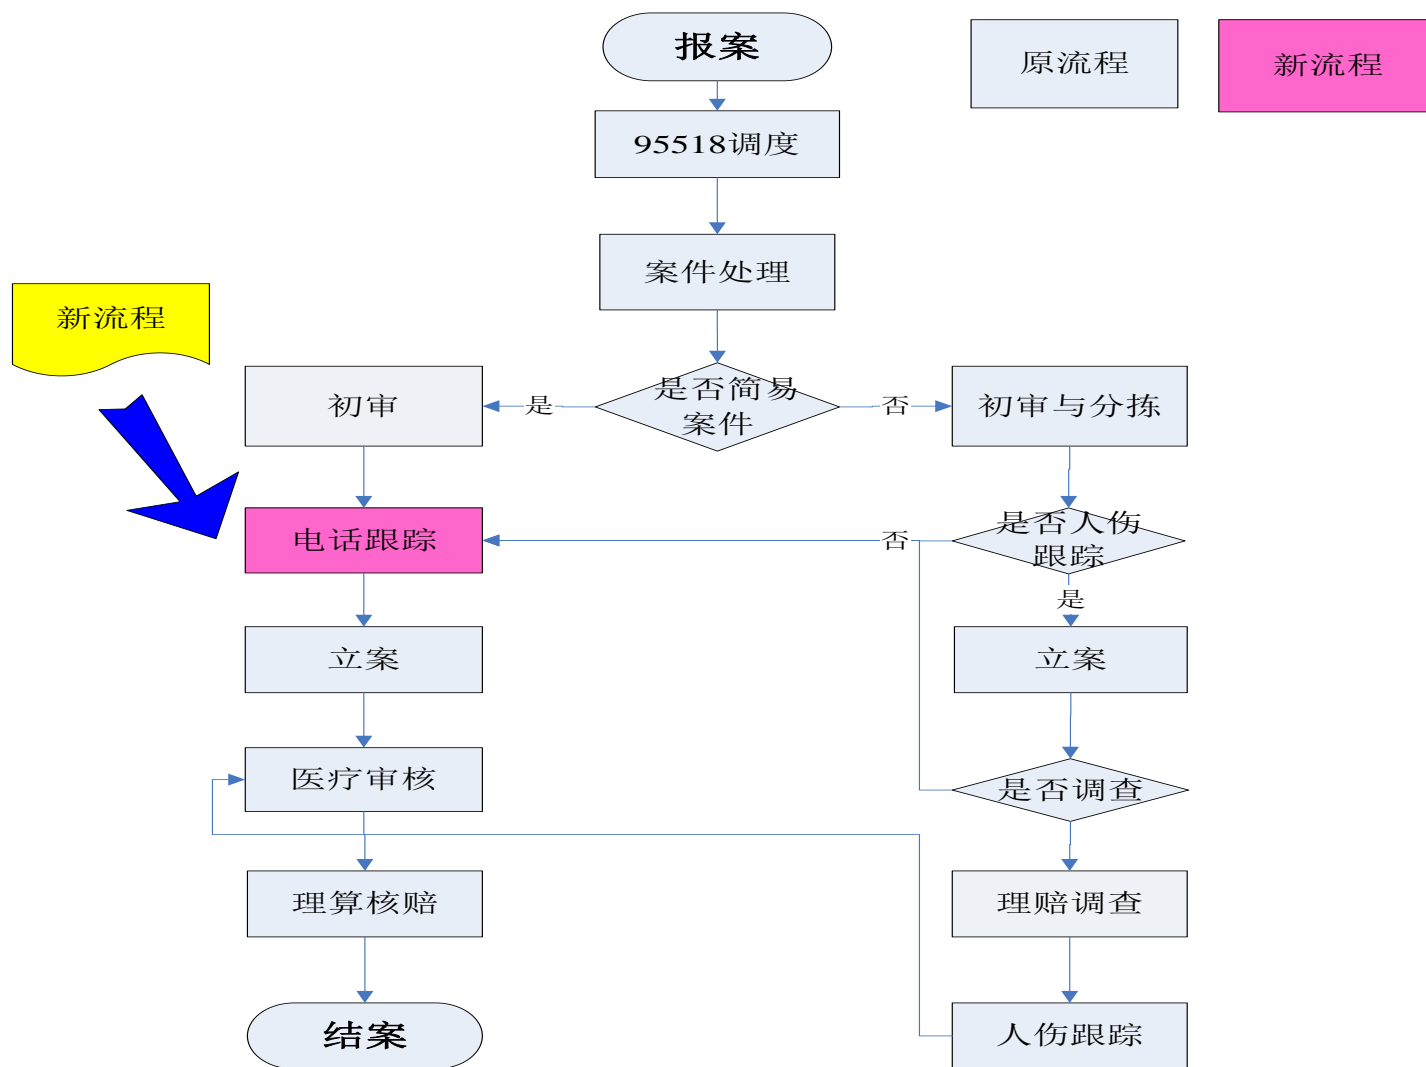 报案
原流程
新流程
95518调度
案件处理
新流程
初审
是
是否简易
案件
否
初审与分拣
电话跟踪
否
是否人伤
跟踪
是
立案
立案
医疗审核
是否调查
理算核赔
理赔调查
结案
人伤跟踪